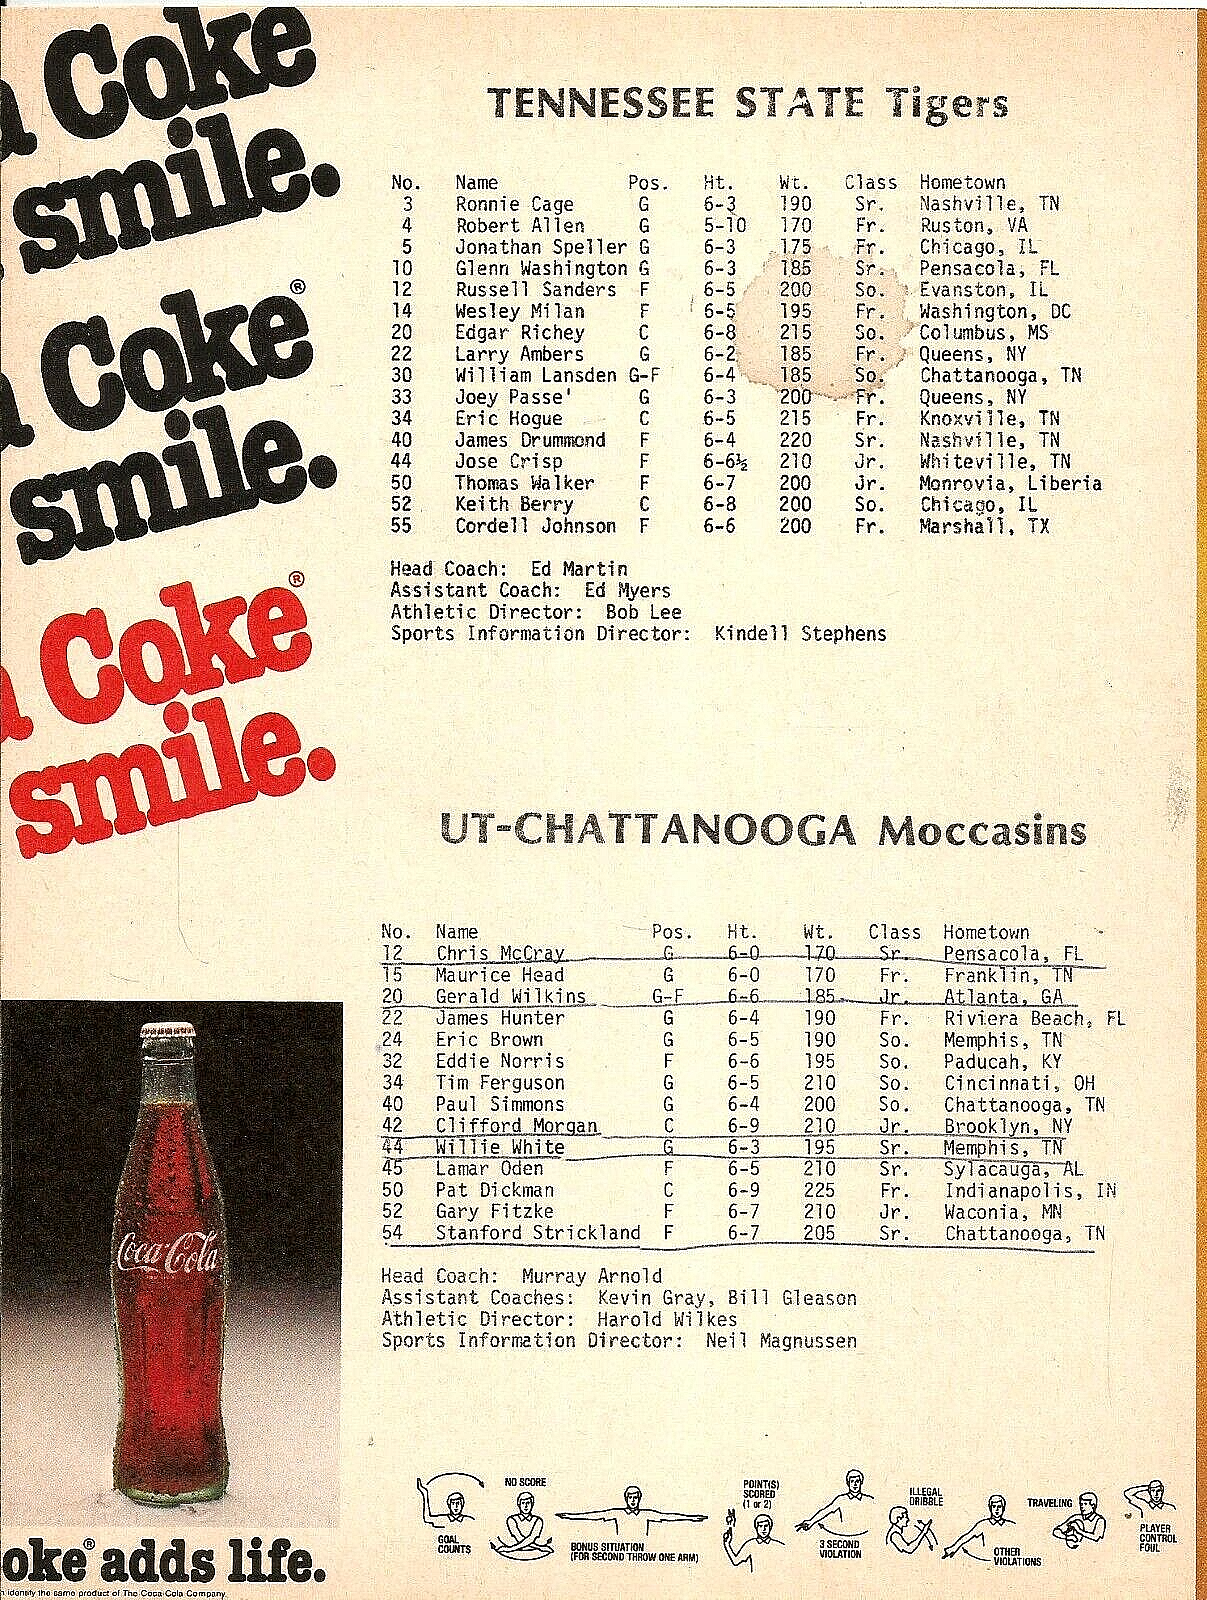 Coke
smile.
Coke®
smile.
Coke®
smile.
TENNESSEE STATE Tigers
No. Name Pos. Ht. Wt. Class Hometown
3 Ronnie Cage G 6-3 190 Sr. Nashville, TN
4 Robert Allen G 5-10 170 Fr. Ruston, VA
5 Jonathan Speller G 6-3 175 Fr. Chicago, IL
10 Glenn Washington G 6-3 185 Sr. Pensacola, FL
12 Russell Sanders F 6-5 200 So. Evanston, IL
14 Wesley Milan F 6-5 195 Fr. Washington, DC
20 Edgar Richey C 6-8 215 So. Columbus, MS
22 Larry Ambers G 6-2 185 Fr. Queens, NY
30 William Lansden G-F 6-4 185 So. Chattanooga, TN
33 Joey Passe' G 6-3 200 Fr. Queens, NY
34 Eric Hogue C 6-5 215 Fr. Knoxville, TN
40 James Drummond F 6-4 220 Sr. Nashville, TN
44 Jose Crisp F 6-6½ 210 Jr. Whiteville, TN
50 Thomas Walker F 6-7 200 Jr. Monrovia, Liberia
52 Keith Berry C 6-8 200 So. Chicago, IL
55 Cordell Johnson F 6-6 200 Fr. Marshall, TX
Head Coach: Ed Martin
Assistant Coach: Ed Myers
Athletic Director: Bob Lee
Sports Information Director: Kindell Stephens
UT-CHATTANOOGA Moccasins
No. Name Pos. Ht. Wt. Class Hometown
12 Chris McCray G 6-0 170 Sr. Pensacola, FL
15 Maurice Head G 6-0 170 Fr. Franklin, TN
20 Gerald Wilkins G-F 6-6 185 Jr. Atlanta, GA
22 James Hunter G 6-4 190 Fr. Riviera Beach, FL
24 Eric Brown G 6-5 190 So. Memphis, TN
32 Eddie Norris F 6-6 195 So. Paducah, KY
34 Tim Ferguson G 6-5 210 So. Cincinnati, OH
40 Paul Simmons G 6-4 200 So. Chattanooga, TN
42 Clifford Morgan C 6-9 210 Jr. Brooklyn, NY
44 Willie White G 6-3 195 Sr. Memphis, TN
45 Lamar Oden F 6-5 210 Sr. Sylacauga, AL
50 Pat Dickman C 6-9 225 Fr. Indianapolis, IN
52 Gary Fitzke F 6-7 210 Jr. Waconia, MN
54 Stanford Strickland F 6-7 205 Sr. Chattanooga, TN
Head Coach: Murray Arnold
Assistant Coaches: Kevin Gray, Bill Gleason
Athletic Director: Harold Wilkes
Sports Information Director: Neil Magnussen
Coca-Cola
oke® adds life.
identify the same product of The Coca-Cola Company.
GOAL
COUNTS
NO SCORE
BONUS SITUATION
(FOR SECOND THROW ONE ARM)
POINT(S)
SCORED
(1 or 2)
3 SECOND
VIOLATION
ILLEGAL
DRIBBLE
OTHER
VIOLATIONS
TRAVELING
PLAYER
CONTROL
FOUL